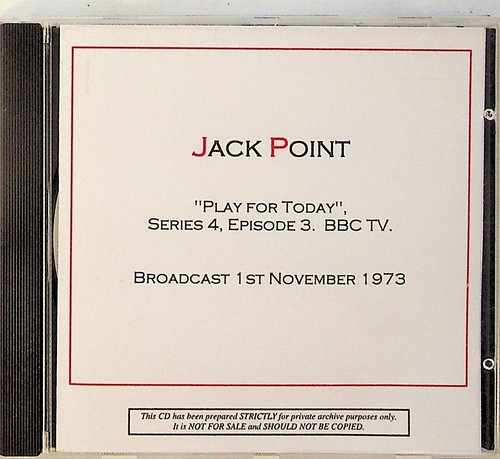 JACK POINT
"PLAY FOR TODAY",
SERIES 4, EPISODE 3. BBC TV.
BROADCAST 1ST NOVEMBER 1973
This CD has been prepared STRICTLY for private archive purposes only.
It is NOT FOR SALE and SHOULD NOT BE COPIED.